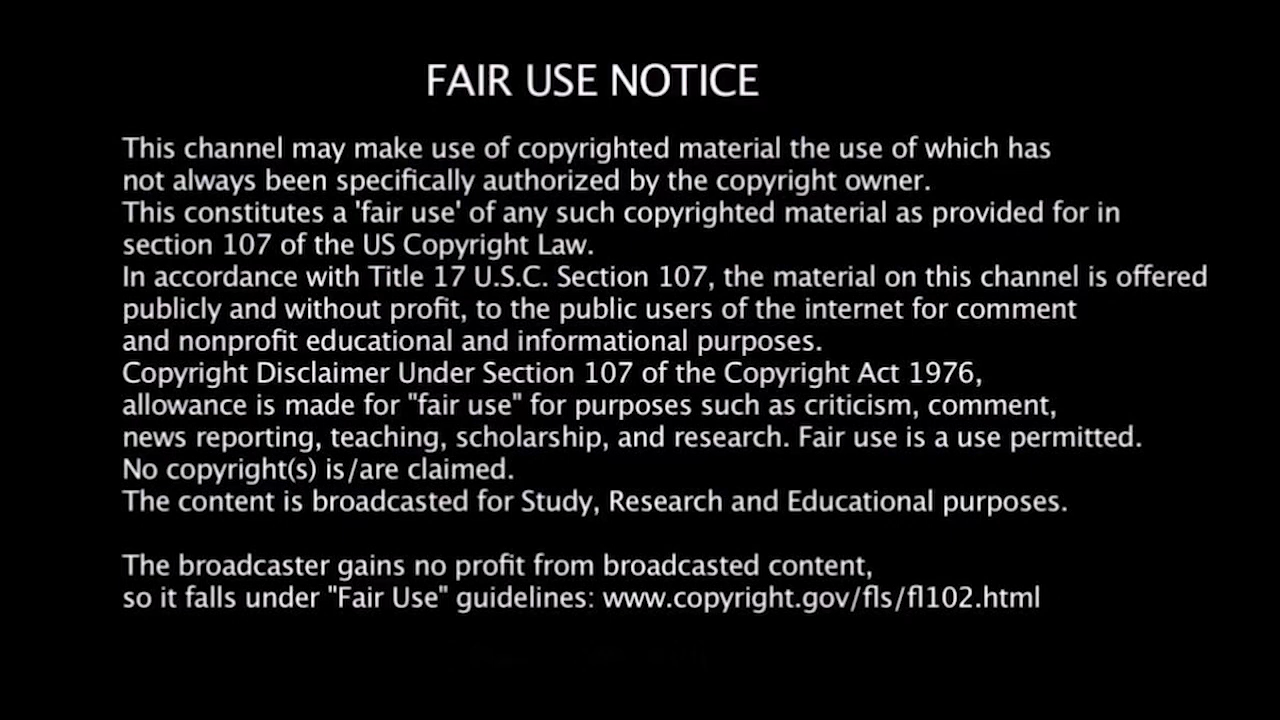 FAIR USE NOTICE
This channel may make use of copyrighted material the use of which has
not always been specifically authorized by the copyright owner.
This constitutes a 'fair use' of any such copyrighted material as provided for in
section 107 of the US Copyright Law.
In accordance with Title 17 U.S.C. Section 107, the material on this channel is offered
publicly and without profit, to the public users of the internet for comment
and nonprofit educational and informational purposes.
Copyright Disclaimer Under Section 107 of the Copyright Act 1976,
allowance is made for "fair use" for purposes such as criticism, comment,
news reporting, teaching, scholarship, and research. Fair use is a use permitted.
No copyright(s) is/are claimed.
The content is broadcasted for Study, Research and Educational purposes.
The broadcaster gains no profit from broadcasted content,
so it falls under "Fair Use" guidelines: www.copyright.gov/fls/fl102.html